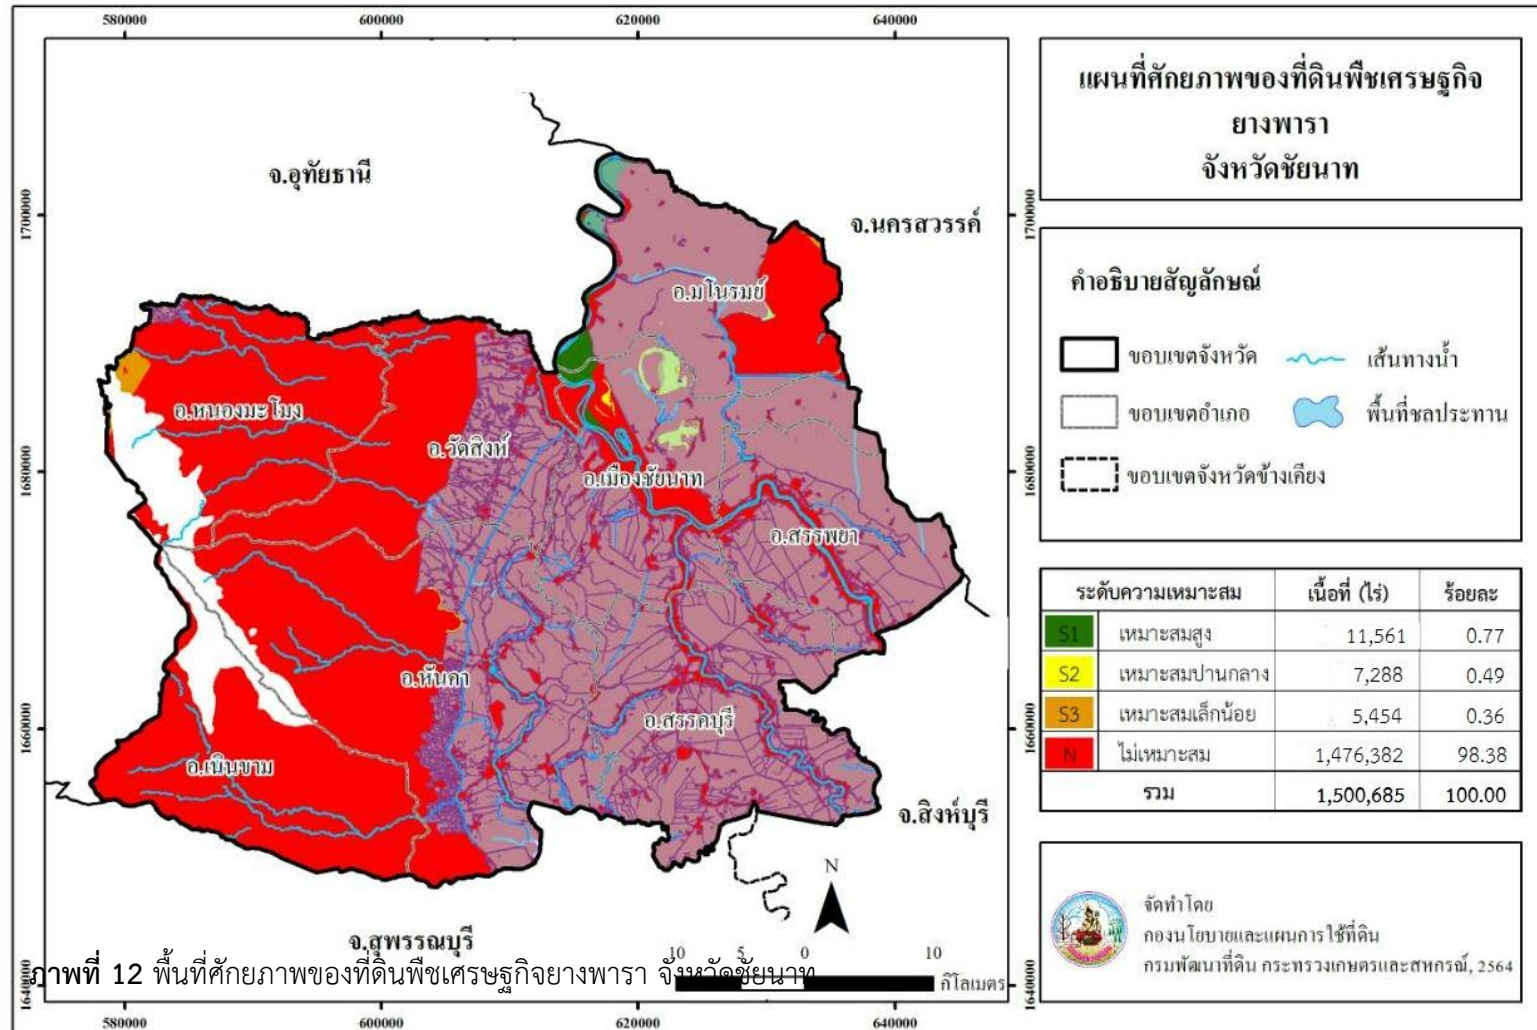 580000
600000
620000
640000
แผนที่ศักยภาพของที่ดินพืชเศรษฐกิจ
ยางพารา
จังหวัดชัยนาท
จ.อุทัยธานี
จ.นครสวรรค์
1700000
1700000
อ.มโนรมย์
คำอธิบายสัญลักษณ์
ขอบเขตจังหวัด
เส้นทางน้ำ
ขอบเขตอำเภอ
พื้นที่ชลประทาน
ขอบเขตจังหวัดข้างเคียง
อ.หนองมะโมง
อ.วัดสิงห์
อ.เมืองชัยนาท
1680000
1680000
อ.สรรพยา
ระดับความเหมาะสม เนื้อที่ (ไร่) ร้อยละ
S1 เหมาะสมสูง 11,561 0.77
S2 เหมาะสมปานกลาง 7,288 0.49
S3 เหมาะสมเล็กน้อย 5,454 0.36
N ไม่เหมาะสม 1,476,382 98.38
รวม 1,500,685 100.00
อ.หันคา
อ.สรรคบุรี
1660000
1660000
อ.เนินขาม
จ.สิงห์บุรี
N
จ.สุพรรณบุรี
10 5 0 10
กิโลเมตร
จัดทำโดย
กองนโยบายและแผนการใช้ที่ดิน
กรมพัฒนาที่ดิน กระทรวงเกษตรและสหกรณ์, 2564
ภาพที่ 12 พื้นที่ศักยภาพของที่ดินพืชเศรษฐกิจยางพารา จังหวัดชัยนาท
1640000
1640000
580000
600000
620000
640000